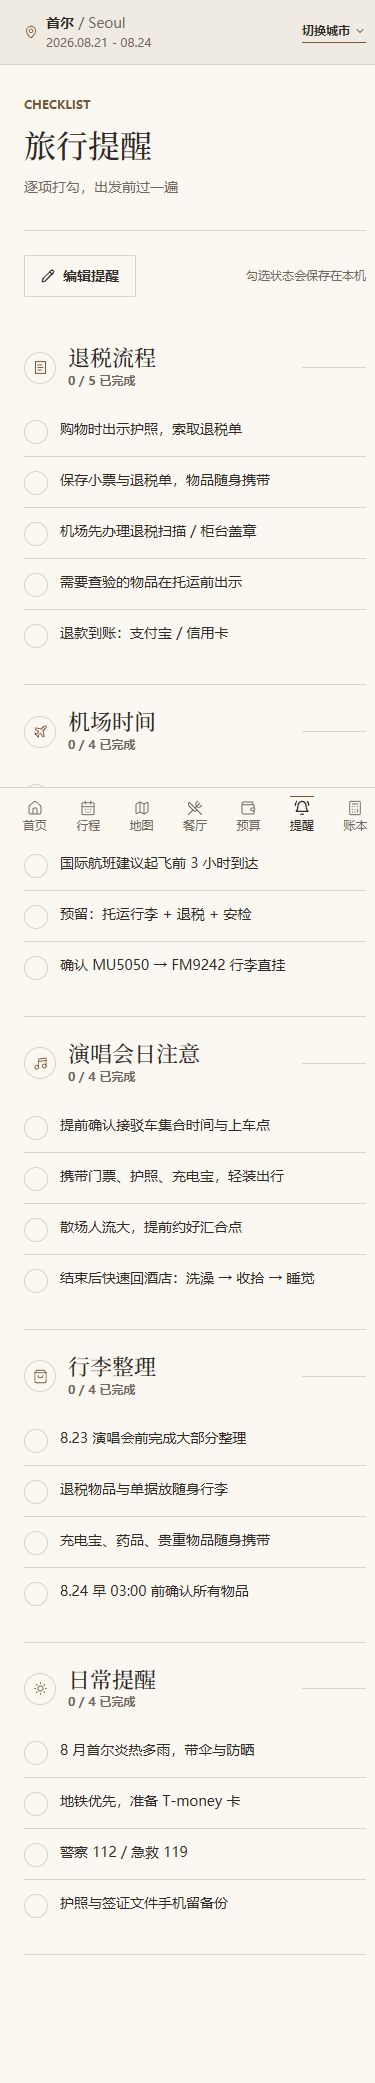 首尔 / Seoul
2026.08.21 - 08.24
切换城市
CHECKLIST
旅行提醒
逐项打勾，出发前过一遍
编辑提醒
勾选状态会保存在本机
退税流程
0 / 5 已完成
购物时出示护照，索取退税单
保存小票与退税单，物品随身携带
机场先办理退税扫描 / 柜台盖章
需要查验的物品在托运前出示
退款到账：支付宝 / 信用卡
机场时间
0 / 4 已完成
首页
行程
地图
餐厅
预算
提醒
账本
国际航班建议起飞前 3 小时到达
预留：托运行李 + 退税 + 安检
确认 MU5050 → FM9242 行李直挂
演唱会日注意
0 / 4 已完成
提前确认接驳车集合时间与上车点
携带门票、护照、充电宝，轻装出行
散场人流大，提前约好汇合点
结束后快速回酒店：洗澡 → 收拾 → 睡觉
行李整理
0 / 4 已完成
8.23 演唱会前完成大部分整理
退税物品与单据放随身行李
充电宝、药品、贵重物品随身携带
8.24 早 03:00 前确认所有物品
日常提醒
0 / 4 已完成
8 月首尔炎热多雨，带伞与防晒
地铁优先，准备 T-money 卡
警察 112 / 急救 119
护照与签证文件手机留备份